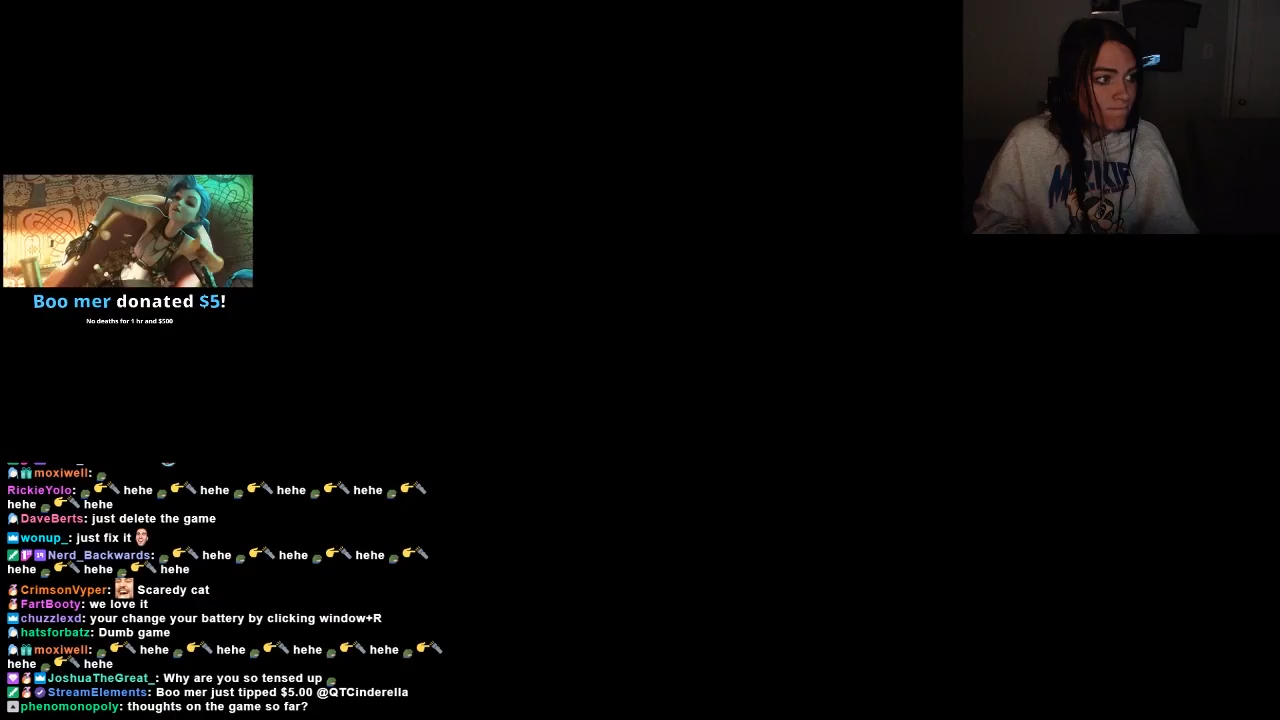 Boo mer donated $5!
No deaths for 1 hr and $500
moxiwell:
RickieYolo: hehe hehe hehe hehe
hehe hehe
DaveBerts: just delete the game
wonup_: just fix it
Nerd_Backwards: hehe hehe hehe
hehe hehe hehe
CrimsonVyper: Scaredy cat
FartBooty: we love it
chuzzlexd: your change your battery by clicking window+R
hatsforbatz: Dumb game
moxiwell: hehe hehe hehe hehe
hehe hehe
JoshuaTheGreat_: Why are you so tensed up
StreamElements: Boo mer just tipped $5.00 @QTCinderella
phenomonopoly: thoughts on the game so far?